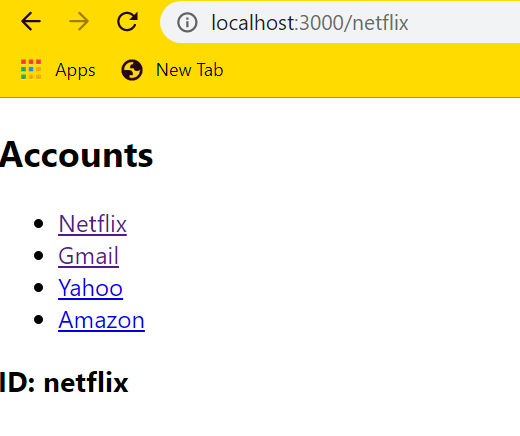 localhost:3000/netflix
Apps New Tab
Accounts
Netflix
Gmail
Yahoo
Amazon
ID: netflix